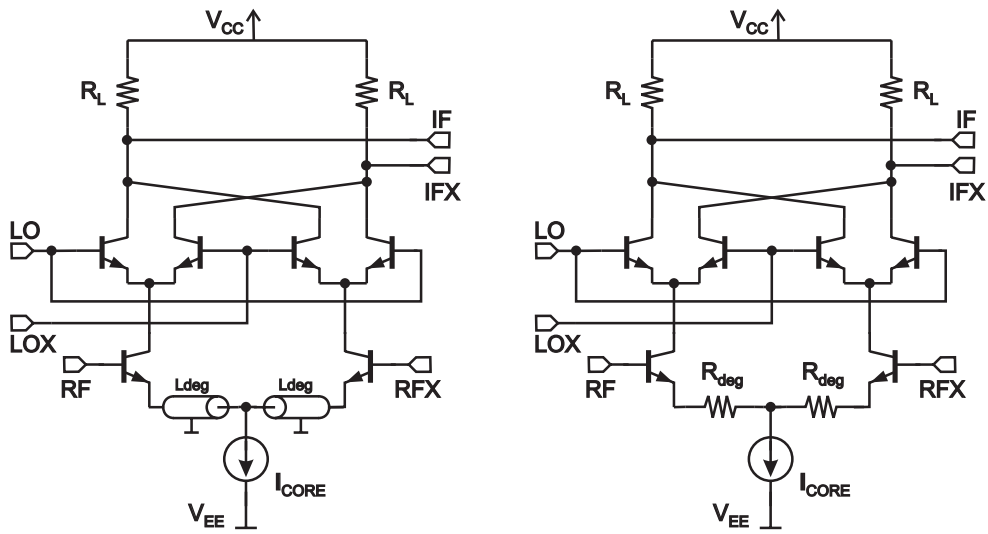 VCC
RL
RL
IF
IFX
LO
LOX
RF
Ldeg
Ldeg
RFX
ICORE
VEE
VCC
RL
RL
IF
IFX
LO
LOX
RF
Rdeg
Rdeg
RFX
ICORE
VEE